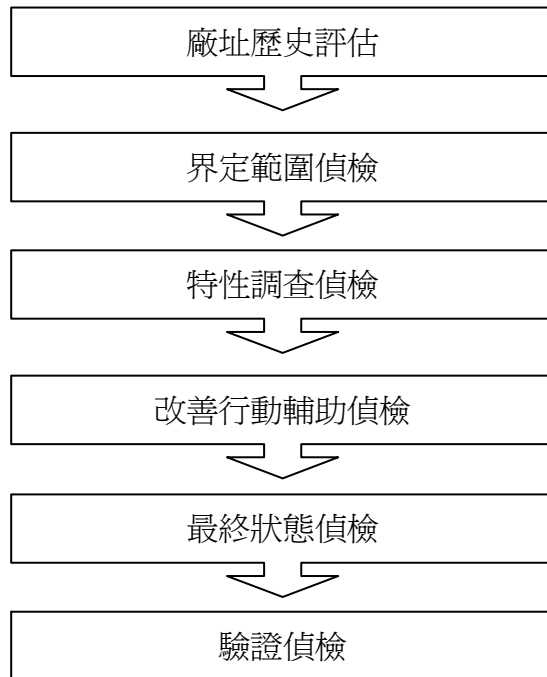 廠址歷史評估
界定範圍偵檢
特性調查偵檢
改善行動輔助偵檢
最終狀態偵檢
驗證偵檢